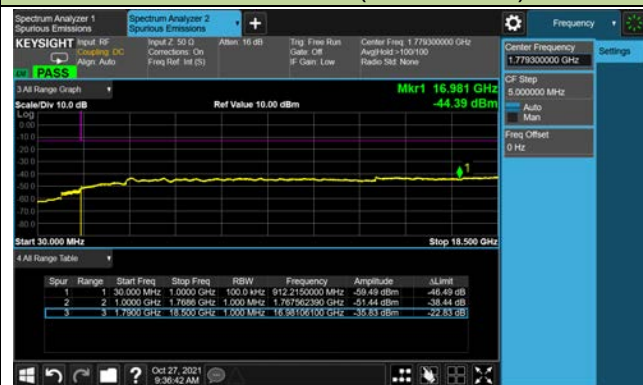 Spectrum Analyzer 1
Spurious Emissions
Spectrum Analyzer 2
Spurious Emissions
Frequency
KEYSIGHT
Input: RF
Coupling: DC
Align: Auto
Input Z: 50 Ω
Corrections: On
Freq Ref: Int (S)
Atten: 16 dB
Trig: Free Run
Gate: Off
IF Gain: Low
Center Freq: 1.779300000 GHz
Avg|Hold:>100/100
Radio Std: None
PASS
3 All Range Graph
Mkr1 16.981 GHz
Scale/Div 10.0 dB
Ref Value 10.00 dBm
-44.39 dBm
Log
0.00
-10.0
-20.0
-30.0
-40.0
-50.0
-60.0
-70.0
-80.0
1
Start 30.000 MHz
Stop 18.500 GHz
4 All Range Table
Spur Range Start Freq Stop Freq RBW Frequency Amplitude ΔLimit
1 1 30.000 MHz 1.0000 GHz 100.0 kHz 912.2150000 MHz -59.49 dBm -46.49 dB
2 2 1.0000 GHz 1.7686 GHz 1.000 MHz 1.767562390 GHz -51.44 dBm -38.44 dB
3 3 1.7900 GHz 18.500 GHz 1.000 MHz 16.98106100 GHz -35.83 dBm -22.83 dB
Center Frequency
1.779300000 GHz
Settings
CF Step
5.000000 MHz
Auto
Man
Freq Offset
0 Hz
Oct 27, 2021
9:36:42 AM